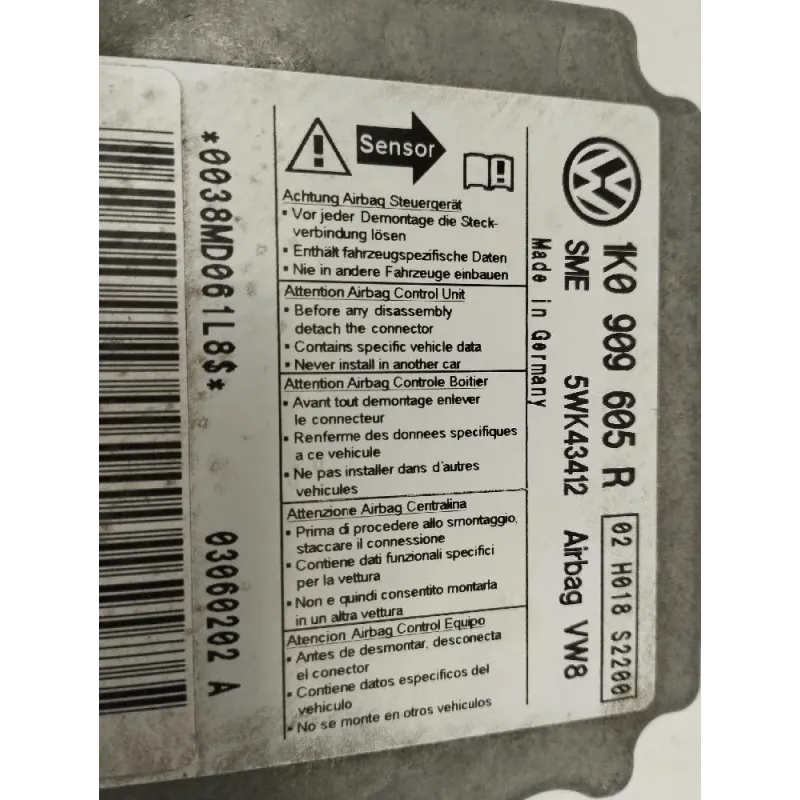 Sensor
Achtung Airbag Steuergerät
▪ Vor jeder Demontage die Steck-
verbindung lösen
▪ Enthält fahrzeugspezifische Daten
▪ Nie in andere Fahrzeuge einbauen
Attention Airbag Control Unit
▪ Before any disassembly
detach the connector
▪ Contains specific vehicle data
▪ Never install in another car
Attention Airbag Controle Boitier
▪ Avant tout demontage enlever
le connecteur
▪ Renferme des donnees specifiques
a ce vehicule
▪ Ne pas installer dans d'autres
vehicules
Attenzione Airbag Centralina
▪ Prima di procedere allo smontaggio,
staccare il connessione
▪ Contiene dati funzionali specifici
per la vettura
▪ Non e quindi consentito montarla
in un altra vettura
Atencion Airbag Control Equipo
▪ Antes de desmontar, desconecta
el conector
▪ Contiene datos especificos del
vehiculo
▪ No se monte en otros vehiculos
1K0 909 605 R
02 H018 S2200
SME 5WK43412 Airbag VW8
Made in Germany
*0038MD061L8$*
03060202 A